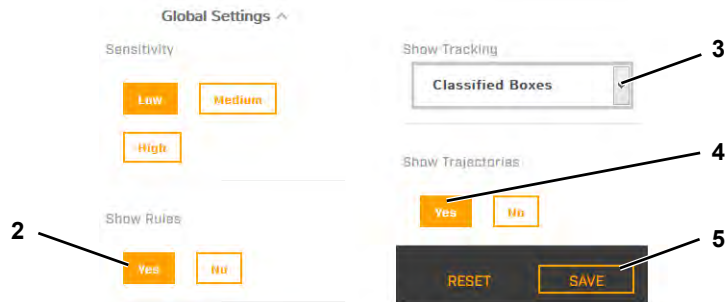 Global Settings
Sensitivity
Low Medium
High
Show Rules
2
Yes No
Show Tracking
3
Classified Boxes
Show Trajectories
4
Yes No
5
RESET SAVE